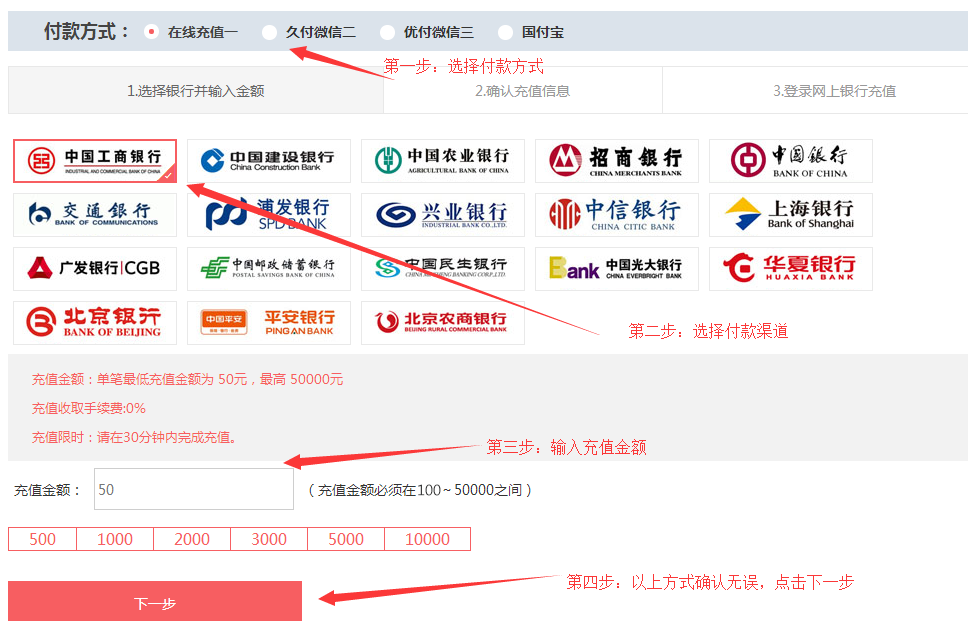 付款方式： 在线充值一 久付微信二 优付微信三 国付宝
第一步：选择付款方式
1.选择银行并输入金额 2.确认充值信息 3.登录网上银行充值
中国工商银行 中国建设银行 中国农业银行 招商银行 中国银行
INDUSTRIAL AND COMMERCIAL BANK OF CHINA China Construction Bank AGRICULTURAL BANK OF CHINA CHINA MERCHANTS BANK BANK OF CHINA
交通银行 浦发银行 兴业银行 中信银行 上海银行
BANK OF COMMUNICATIONS SPD BANK INDUSTRIAL BANK CO.,LTD. CHINA CITIC BANK Bank of Shanghai
广发银行|CGB 中国邮政储蓄银行 中国民生银行 Bank 中国光大银行 华夏银行
POSTAL SAVINGS BANK OF CHINA CHINA MINSHENG BANKING CORP.,LTD. CHINA EVERBRIGHT BANK HUAXIA BANK
北京银行 中国平安 平安银行 北京农商银行
BANK OF BEIJING PING AN BANK BEIJING RURAL COMMERCIAL BANK
第二步：选择付款渠道
充值金额：单笔最低充值金额为 50元，最高 50000元
充值收取手续费:0%
充值限时：请在30分钟内完成充值。
第三步：输入充值金额
充值金额： 50 （ 充值金额必须在100～50000之间 ）
500 1000 2000 3000 5000 10000
第四步：以上方式确认无误，点击下一步
下一步